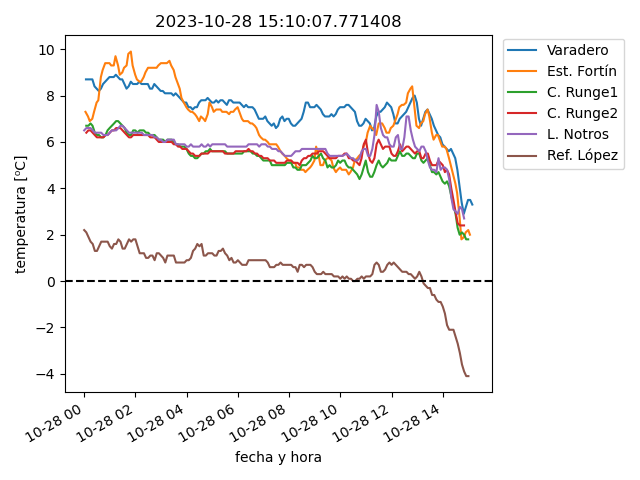 2023-10-28 15:10:07.771408
Varadero
Est. Fortín
C. Runge1
C. Runge2
L. Notros
Ref. López
temperatura [ºC]
10
8
6
4
2
0
−2
−4
10-28 00
10-28 02
10-28 04
10-28 06
10-28 08
10-28 10
10-28 12
10-28 14
fecha y hora